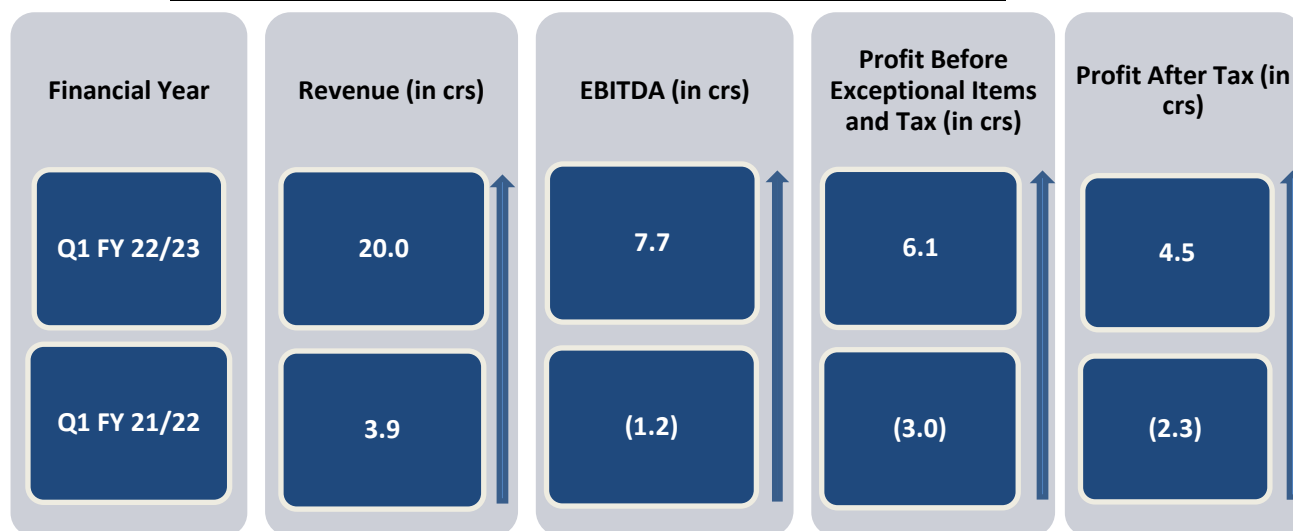 Financial Year
Revenue (in crs)
EBITDA (in crs)
Profit Before
Exceptional Items
and Tax (in crs)
Profit After Tax (in
crs)
Q1 FY 22/23
20.0
7.7
6.1
4.5
Q1 FY 21/22
3.9
(1.2)
(3.0)
(2.3)